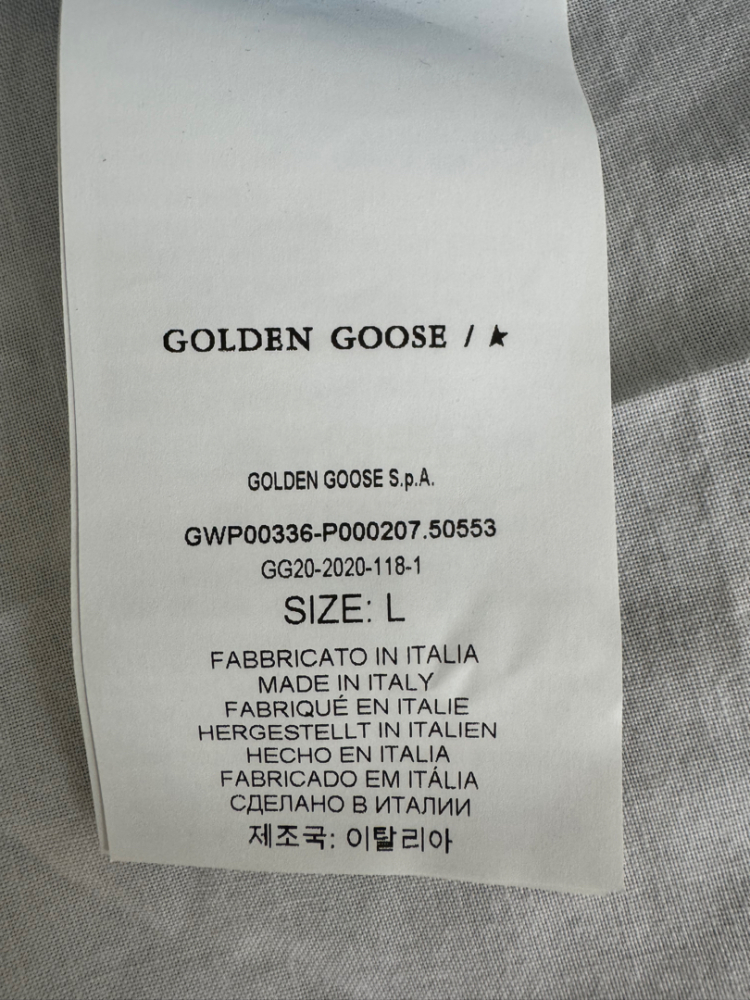 GOLDEN GOOSE / ★
GOLDEN GOOSE S.p.A.
GWP00336-P000207.50553
GG20-2020-118-1
SIZE: L
FABBRICATO IN ITALIA
MADE IN ITALY
FABRIQUÉ EN ITALIE
HERGESTELLT IN ITALIEN
HECHO EN ITALIA
FABRICADO EM ITÁLIA
СДЕЛАНО В ИТАЛИИ
제조국: 이탈리아